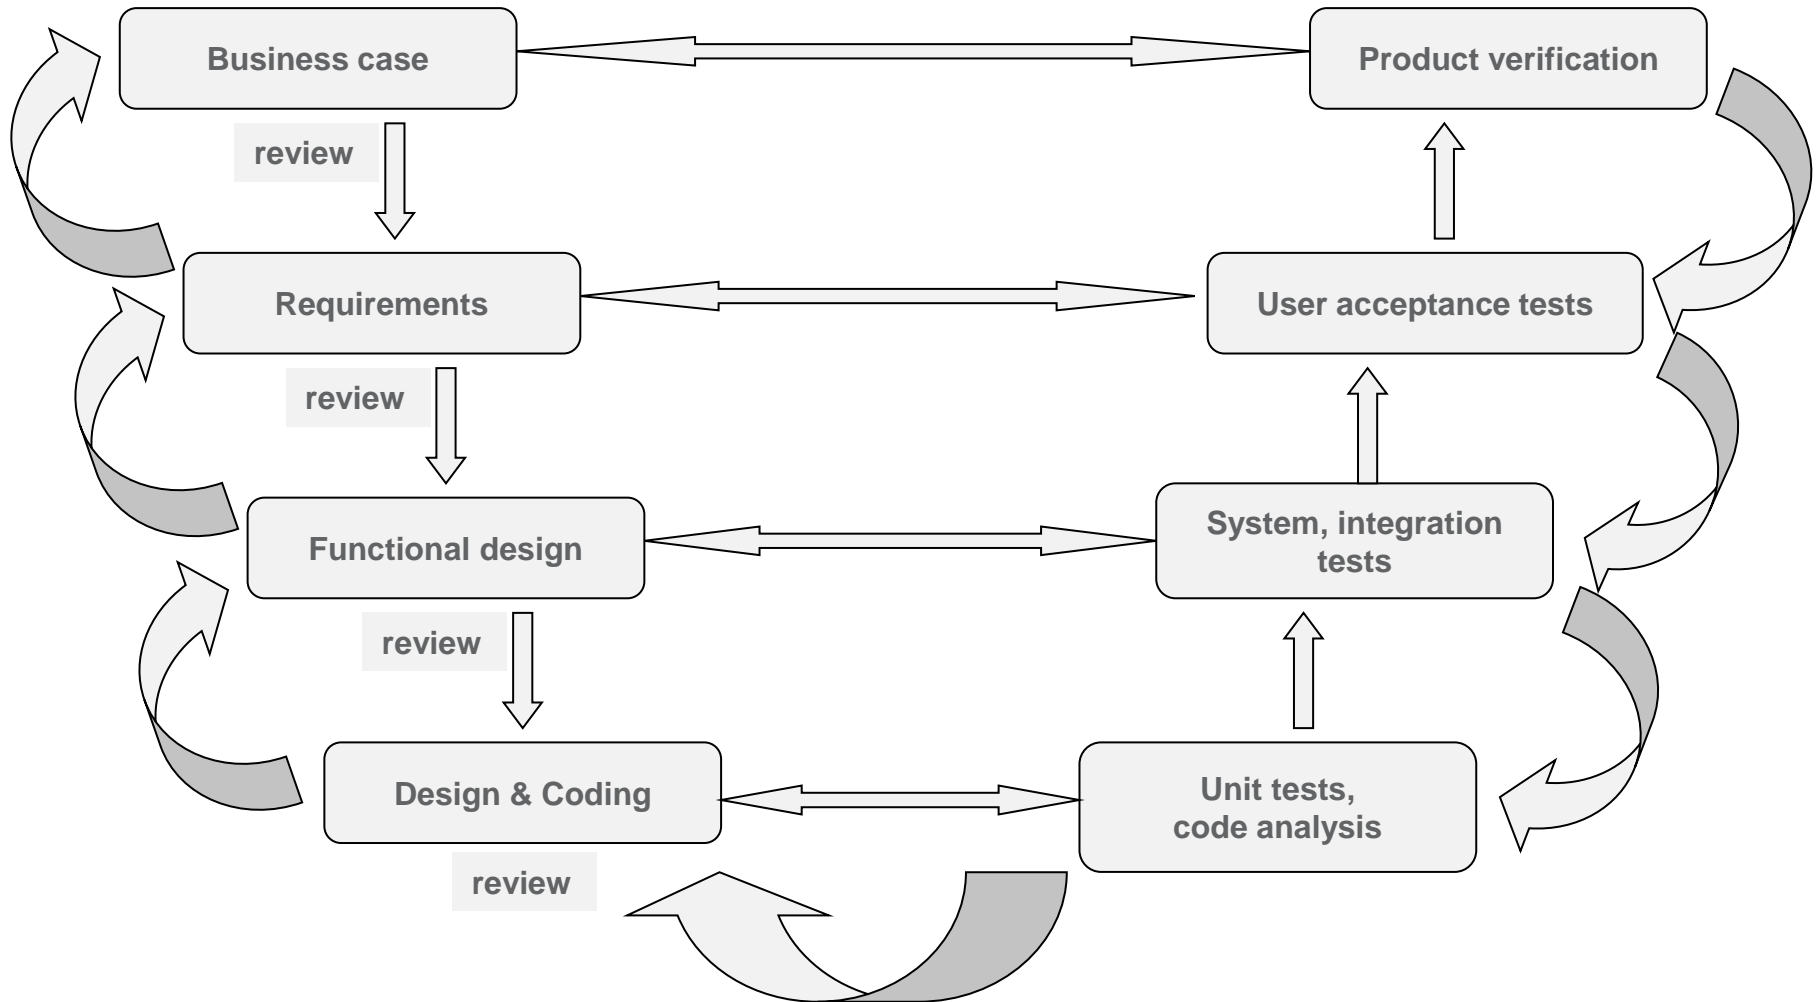 Business case
Product verification
review
Requirements
User acceptance tests
review
Functional design
System, integration
tests
review
Design & Coding
Unit tests,
code analysis
review